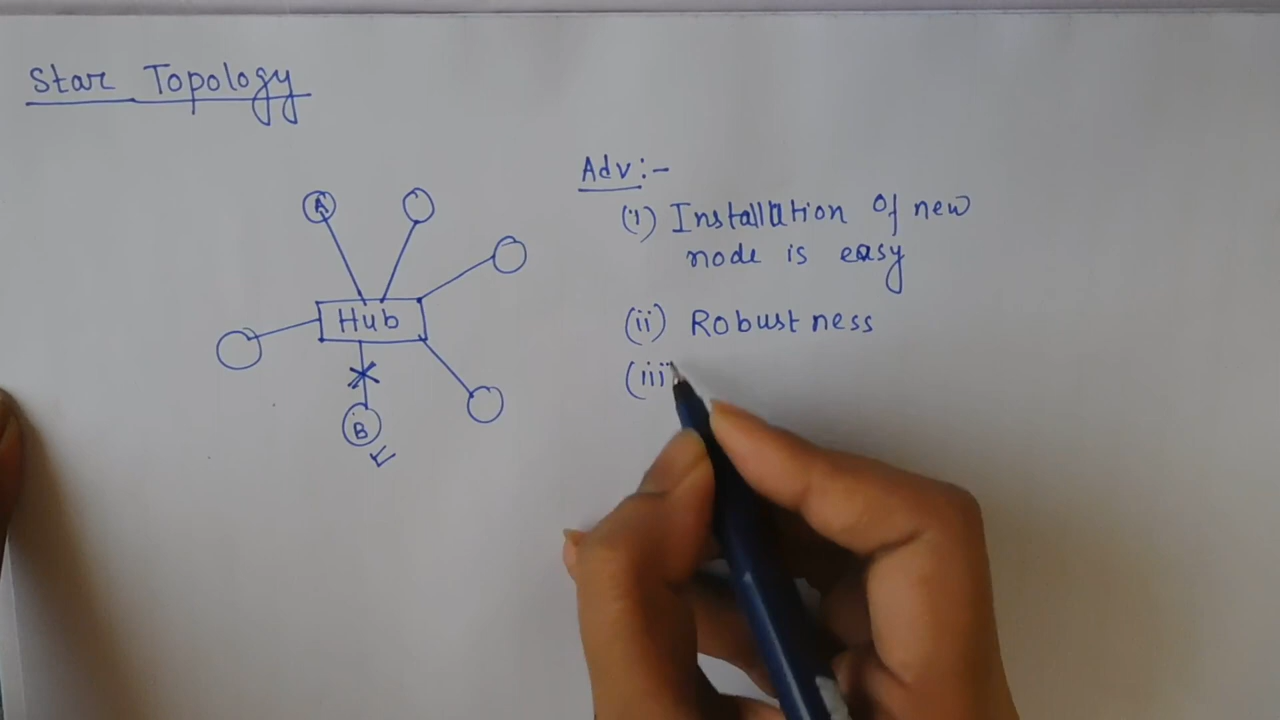 Star Topology
Adv:-
(i) Installation of new
node is easy
(ii) Robustness
(iii)
A
Hub
B